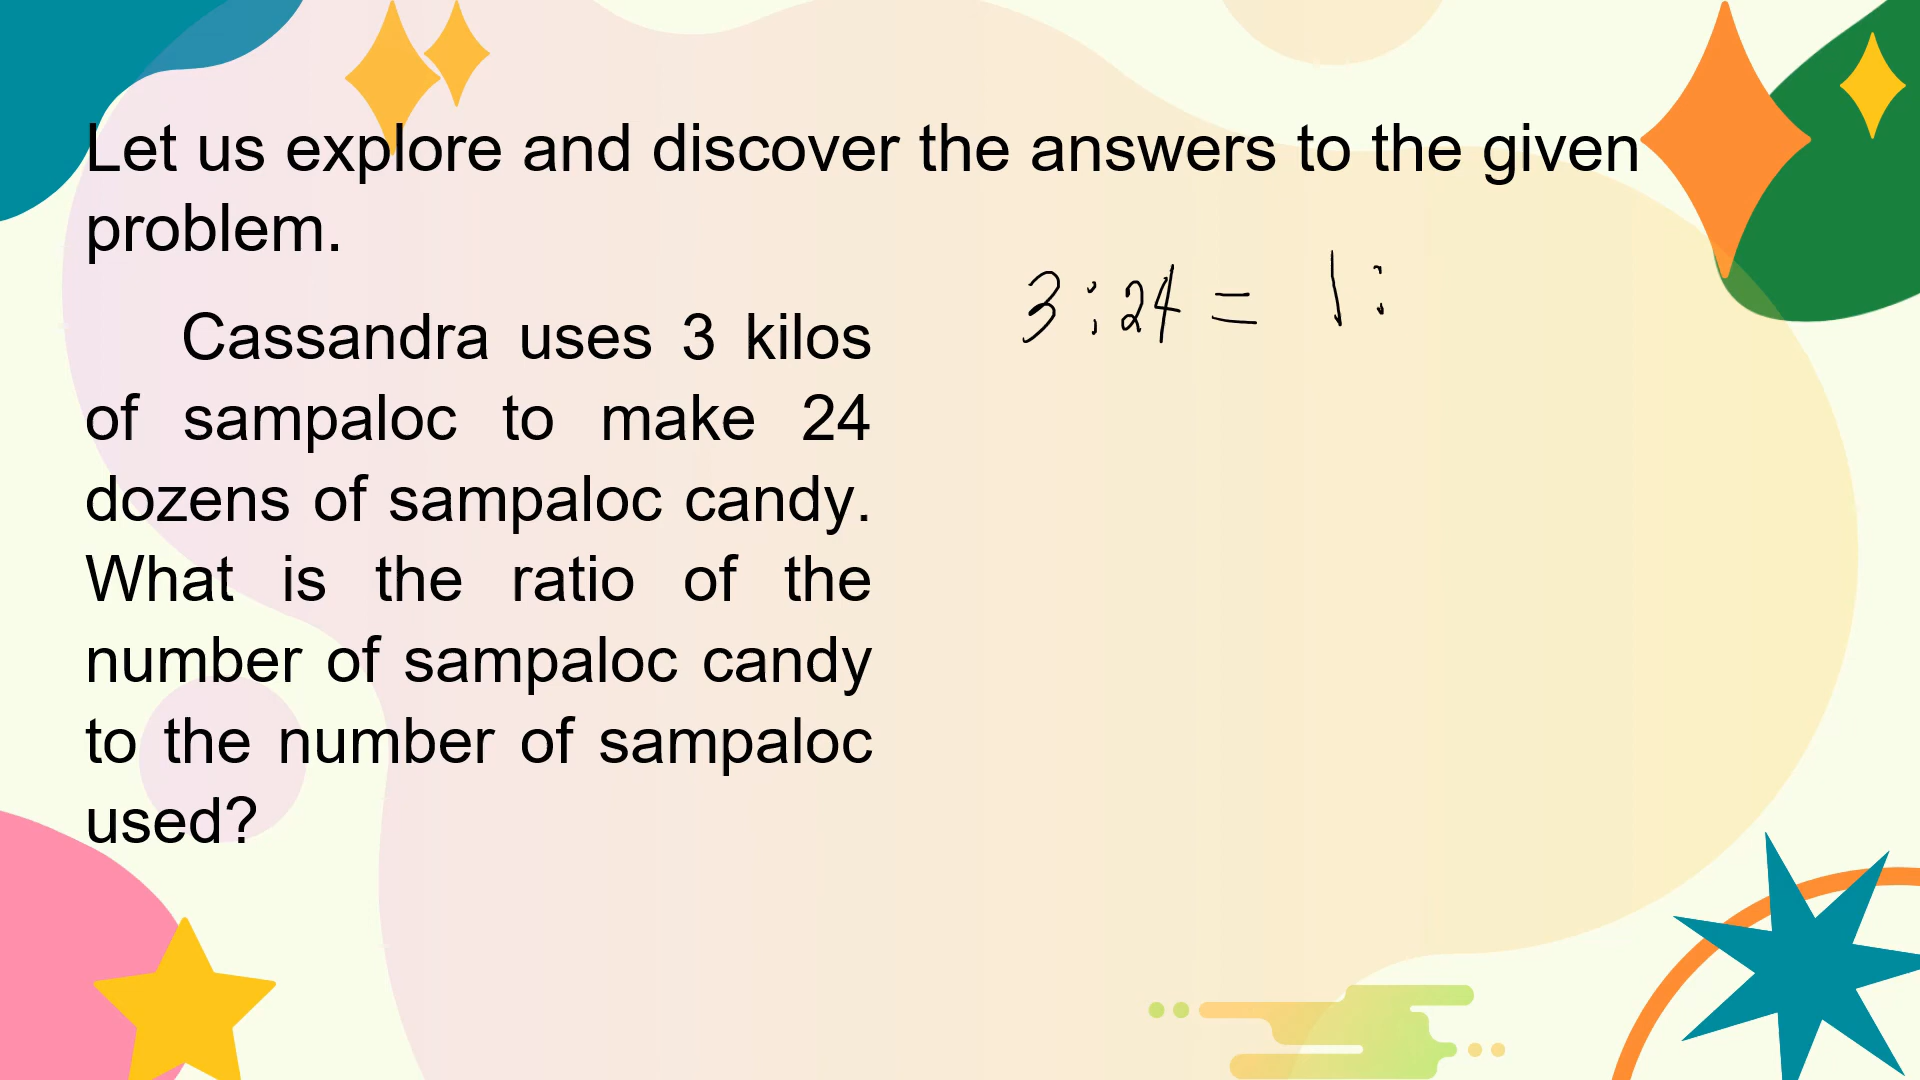 Let us explore and discover the answers to the given
problem.
3 : 24 = 1 :
Cassandra uses 3 kilos
of sampaloc to make 24
dozens of sampaloc candy.
What is the ratio of the
number of sampaloc candy
to the number of sampaloc
used?